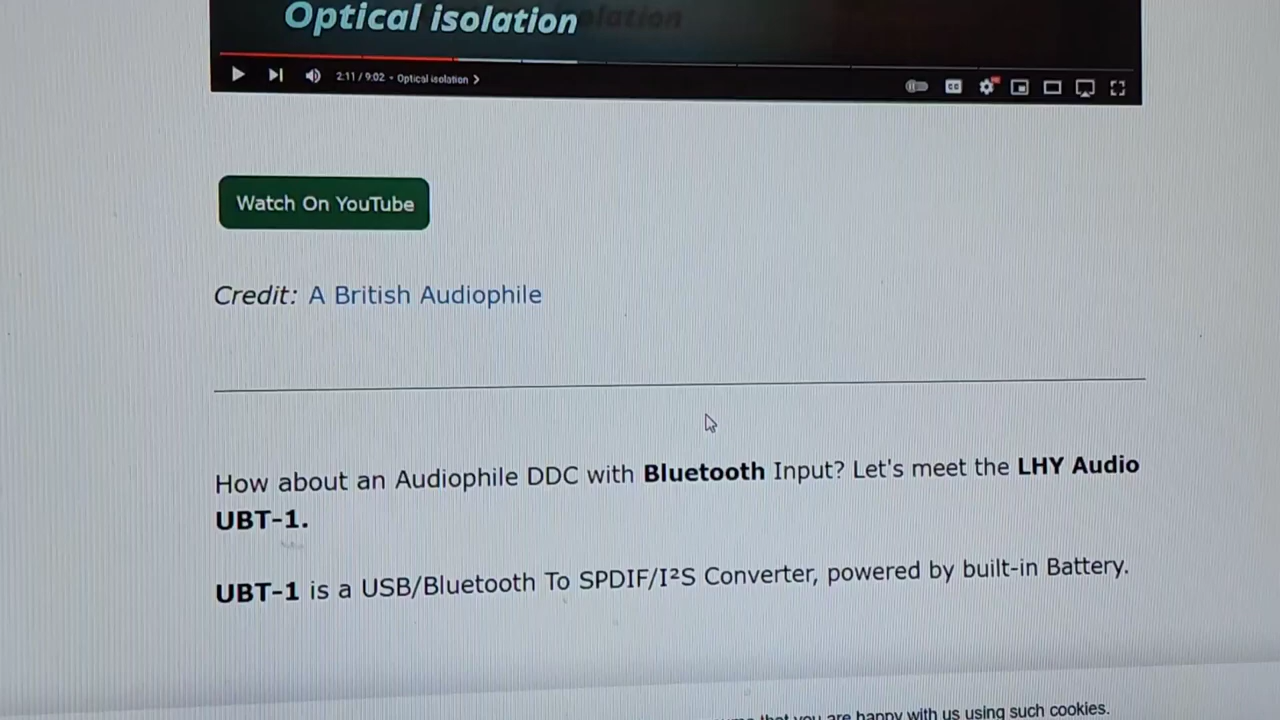 Optical isolation
2:11 / 9:02 • Optical isolation >
CC
Watch On YouTube
Credit: A British Audiophile
How about an Audiophile DDC with Bluetooth Input? Let's meet the LHY Audio
UBT-1.
UBT-1 is a USB/Bluetooth To SPDIF/I²S Converter, powered by built-in Battery.
that you are happy with us using such cookies.